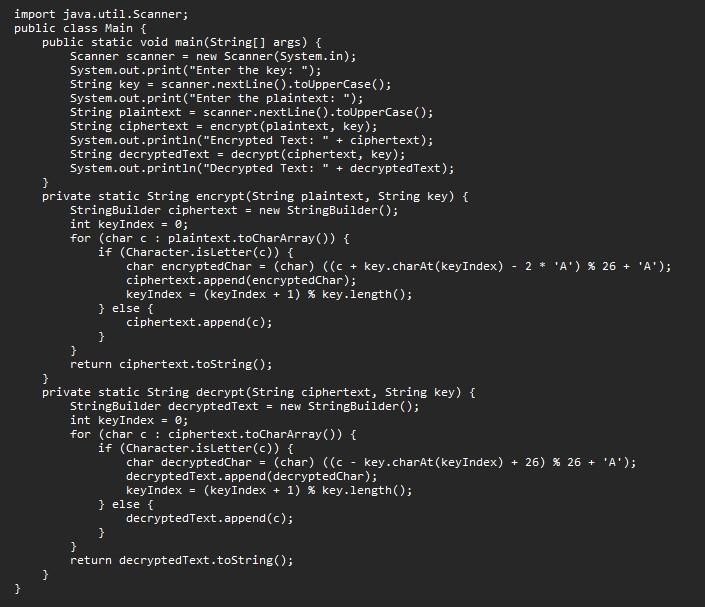 import java.util.Scanner;
public class Main {
    public static void main(String[] args) {
        Scanner scanner = new Scanner(System.in);
        System.out.print("Enter the key: ");
        String key = scanner.nextLine().toUpperCase();
        System.out.print("Enter the plaintext: ");
        String plaintext = scanner.nextLine().toUpperCase();
        String ciphertext = encrypt(plaintext, key);
        System.out.println("Encrypted Text: " + ciphertext);
        String decryptedText = decrypt(ciphertext, key);
        System.out.println("Decrypted Text: " + decryptedText);
    }
    private static String encrypt(String plaintext, String key) {
        StringBuilder ciphertext = new StringBuilder();
        int keyIndex = 0;
        for (char c : plaintext.toCharArray()) {
            if (Character.isLetter(c)) {
                char encryptedChar = (char) ((c + key.charAt(keyIndex) - 2 * 'A') % 26 + 'A');
                ciphertext.append(encryptedChar);
                keyIndex = (keyIndex + 1) % key.length();
            } else {
                ciphertext.append(c);
            }
        }
        return ciphertext.toString();
    }
    private static String decrypt(String ciphertext, String key) {
        StringBuilder decryptedText = new StringBuilder();
        int keyIndex = 0;
        for (char c : ciphertext.toCharArray()) {
            if (Character.isLetter(c)) {
                char decryptedChar = (char) ((c - key.charAt(keyIndex) + 26) % 26 + 'A');
                decryptedText.append(decryptedChar);
                keyIndex = (keyIndex + 1) % key.length();
            } else {
                decryptedText.append(c);
            }
        }
        return decryptedText.toString();
    }
}